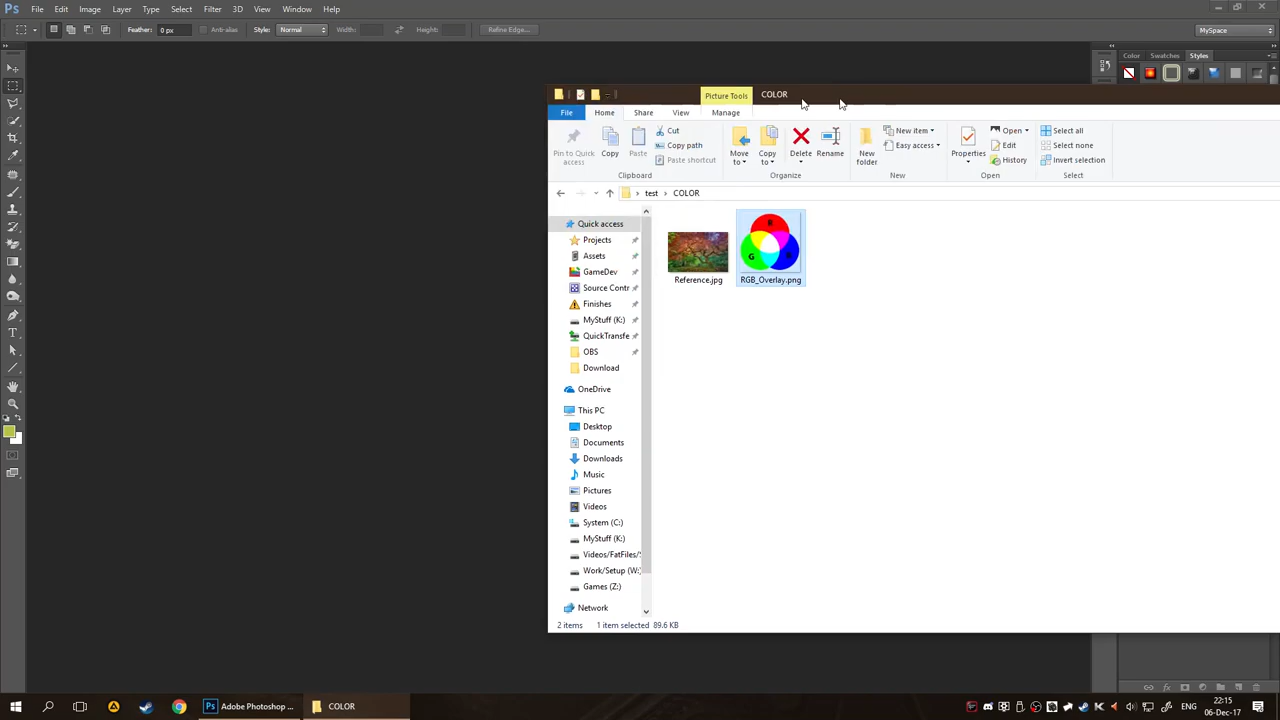 Ps File Edit Image Layer Type Select Filter 3D View Window Help
Feather: 0 px Anti-alias Style: Normal Width: Height: Refine Edge... MySpace
Color Swatches Styles
Picture Tools COLOR
File Home Share View Manage
Pin to Quick access
Copy
Paste
Cut
Copy path
Paste shortcut
Clipboard
Move to
Copy to
Delete
Rename
Organize
New folder
New item
Easy access
New
Properties
Open
Edit
History
Open
Select all
Select none
Invert selection
Select
test COLOR
Quick access
Projects
Assets
GameDev
Source Contr
Finishes
MyStuff (K:)
QuickTransfe
OBS
Download
OneDrive
This PC
Desktop
Documents
Downloads
Music
Pictures
Videos
System (C:)
MyStuff (K:)
Videos/FatFiles/S
Work/Setup (W:)
Games (Z:)
Network
R
G
Reference.jpg
RGB_Overlay.png
2 items 1 item selected 89.6 KB
fx
Ps Adobe Photoshop ...
COLOR
22:15
06-Dec-17